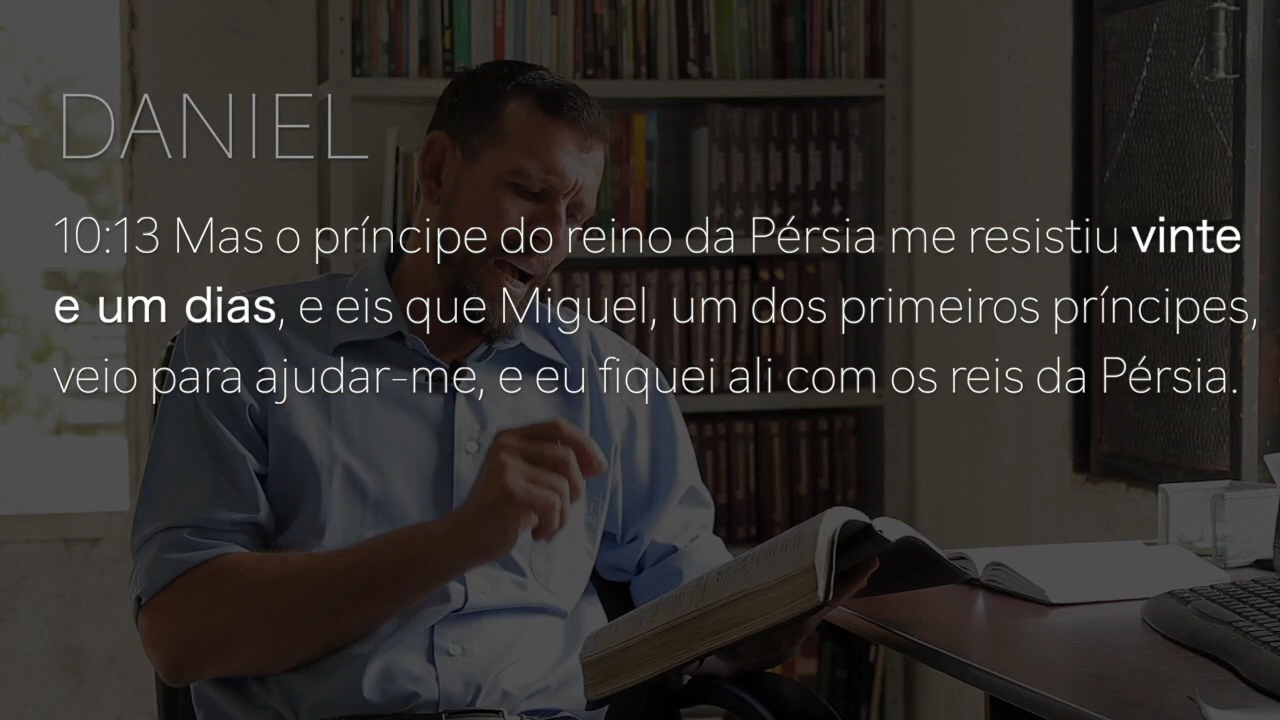 DANIEL
10:13 Mas o príncipe do reino da Pérsia me resistiu vinte
e um dias, e eis que Miguel, um dos primeiros príncipes,
veio para ajudar-me, e eu fiquei ali com os reis da Pérsia.